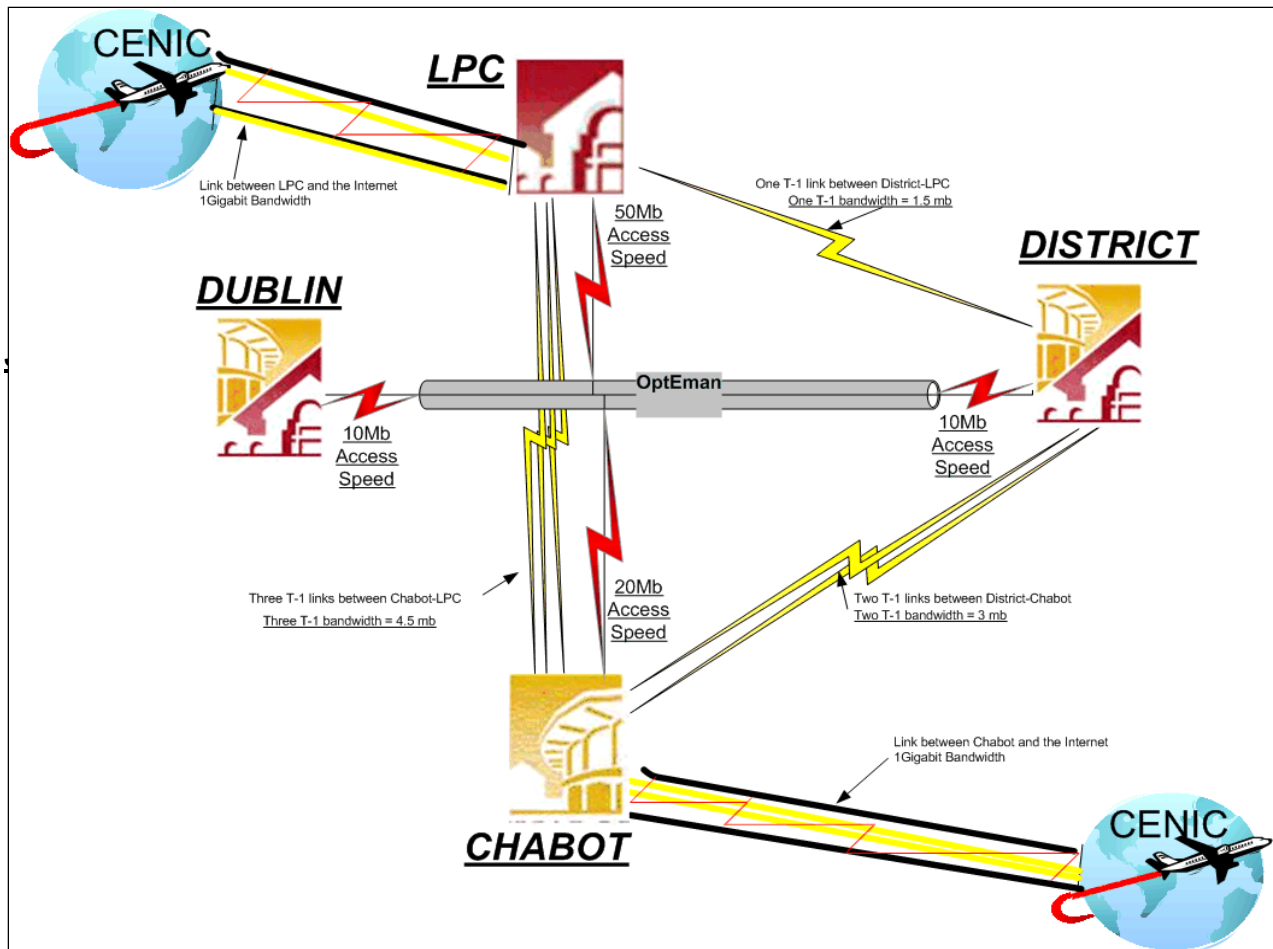 CENIC
LPC
Link between LPC and the Internet
1Gigabit Bandwidth
One T-1 link between District-LPC
One T-1 bandwidth = 1.5 mb
50Mb
Access
Speed
DISTRICT
DUBLIN
OptEman
10Mb
Access
Speed
10Mb
Access
Speed
Three T-1 links between Chabot-LPC
Three T-1 bandwidth = 4.5 mb
20Mb
Access
Speed
Two T-1 links between District-Chabot
Two T-1 bandwidth = 3 mb
Link between Chabot and the Internet
1Gigabit Bandwidth
CHABOT
CENIC